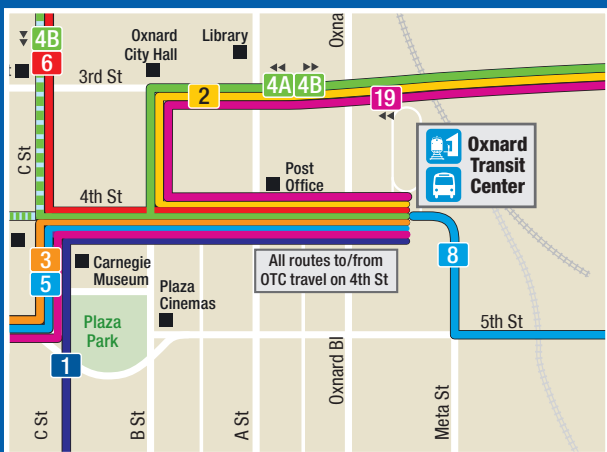 4B
6
Oxnard
City Hall
Library
Oxna
t
3rd St
2
4A
4B
19
Oxnard
Transit
Center
C St
4th St
Post
Office
3
5
Carnegie
Museum
All routes to/from
OTC travel on 4th St
8
Plaza
Cinemas
Plaza
Park
5th St
1
C St
B St
A St
Oxnard Bl
Meta St